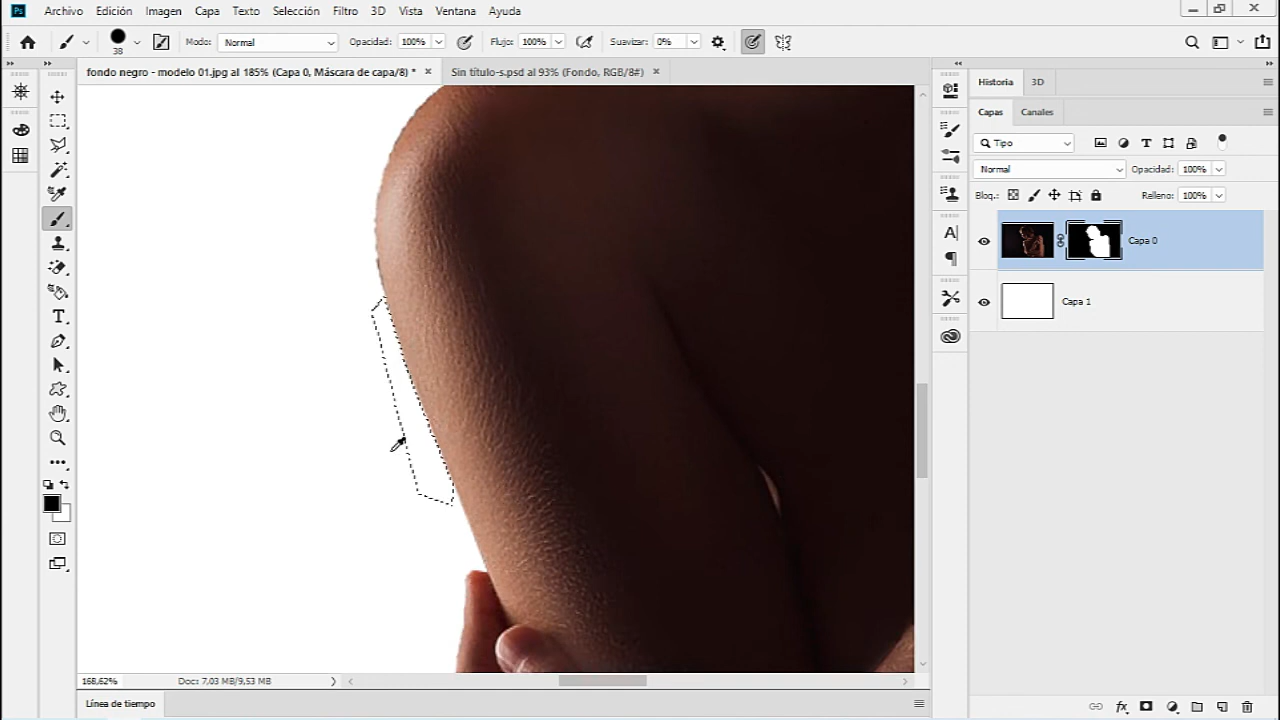 Ps Archivo Edición Imagen Capa Texto Selección Filtro 3D Vista Ventana Ayuda
38 Modo: Normal Opacidad: 100% Flujo: 100% Suavizar: 0%
fondo negro - modelo 01.jpg al 185% (Capa 0, Máscara de capa/8) * × Sin título-s.psd al 93% (Fondo, RGB/8#) ×
Historia 3D
Capas Canales
Tipo
Normal Opacidad: 100%
Bloq.: Relleno: 100%
Capa 0
Capa 1
168,62% Doc: 7,03 MB/9,53 MB
Línea de tiempo